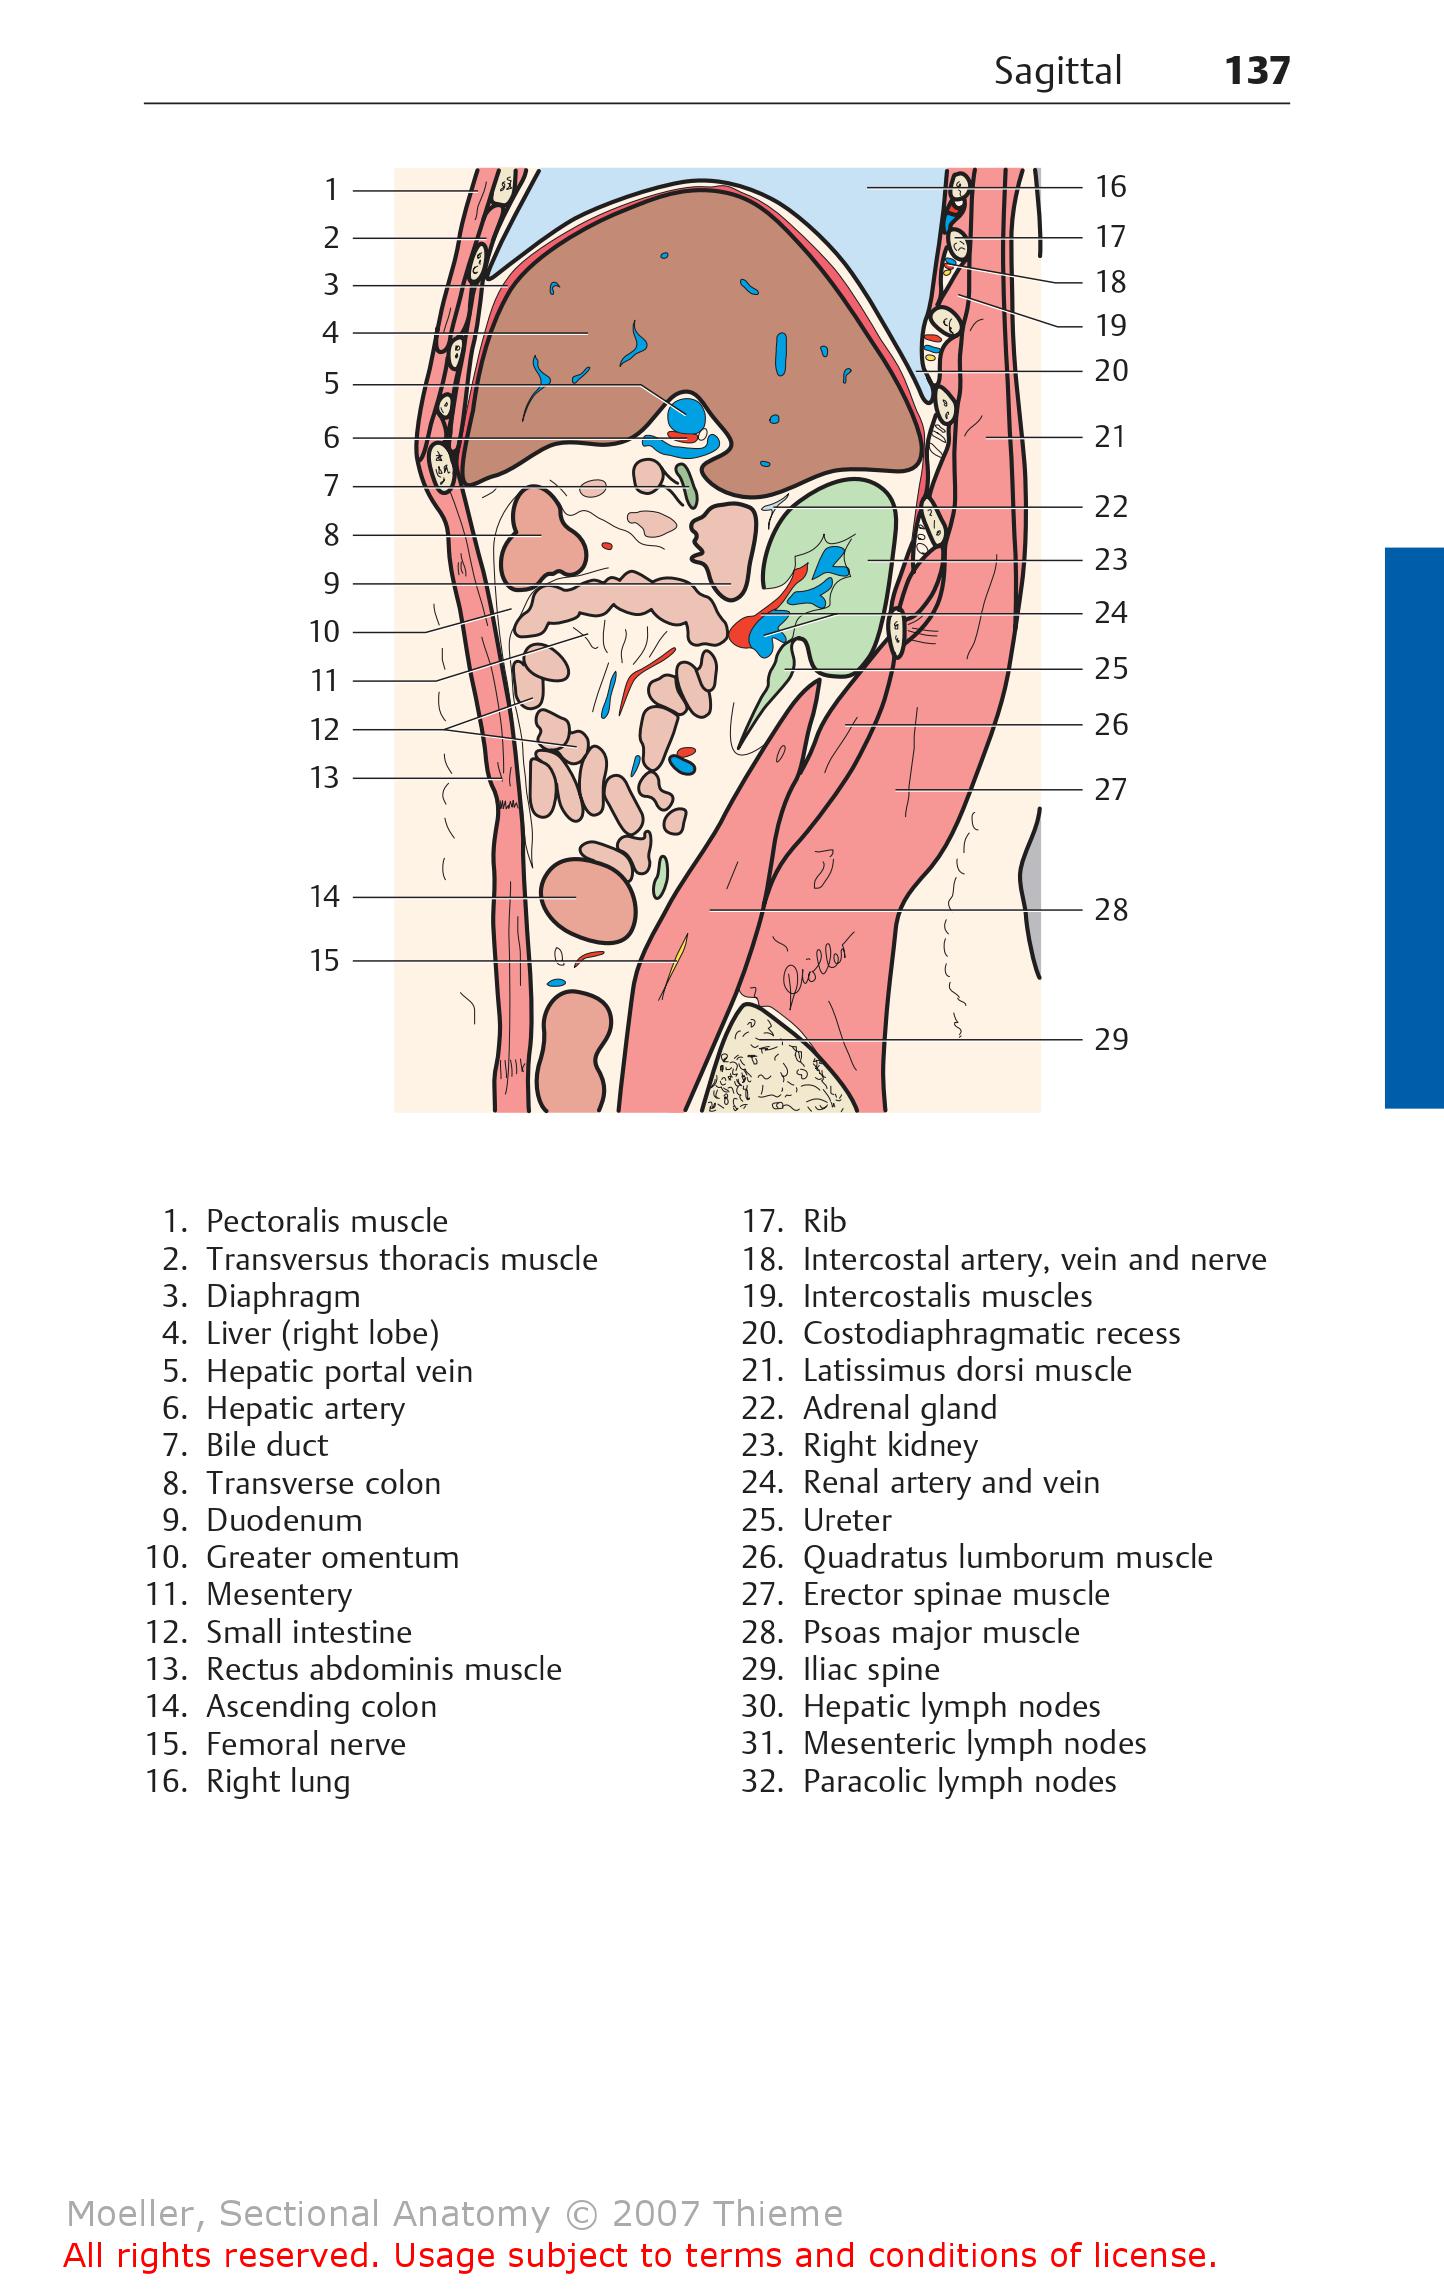 Sagittal 137
1
2
3
4
5
6
7
8
9
10
11
12
13
14
15
16
17
18
19
20
21
22
23
24
25
26
27
28
29
1. Pectoralis muscle
2. Transversus thoracis muscle
3. Diaphragm
4. Liver (right lobe)
5. Hepatic portal vein
6. Hepatic artery
7. Bile duct
8. Transverse colon
9. Duodenum
10. Greater omentum
11. Mesentery
12. Small intestine
13. Rectus abdominis muscle
14. Ascending colon
15. Femoral nerve
16. Right lung
17. Rib
18. Intercostal artery, vein and nerve
19. Intercostalis muscles
20. Costodiaphragmatic recess
21. Latissimus dorsi muscle
22. Adrenal gland
23. Right kidney
24. Renal artery and vein
25. Ureter
26. Quadratus lumborum muscle
27. Erector spinae muscle
28. Psoas major muscle
29. Iliac spine
30. Hepatic lymph nodes
31. Mesenteric lymph nodes
32. Paracolic lymph nodes
Moeller, Sectional Anatomy © 2007 Thieme
All rights reserved. Usage subject to terms and conditions of license.